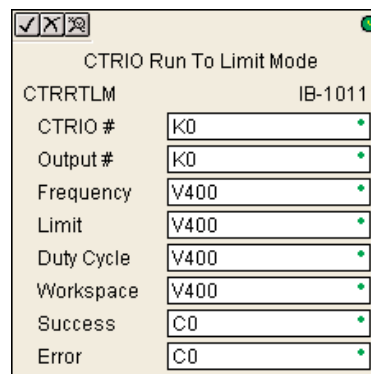 CTRIO Run To Limit Mode
CTRRTLM IB-1011
CTRIO # K0
Output # K0
Frequency V400
Limit V400
Duty Cycle V400
Workspace V400
Success C0
Error C0